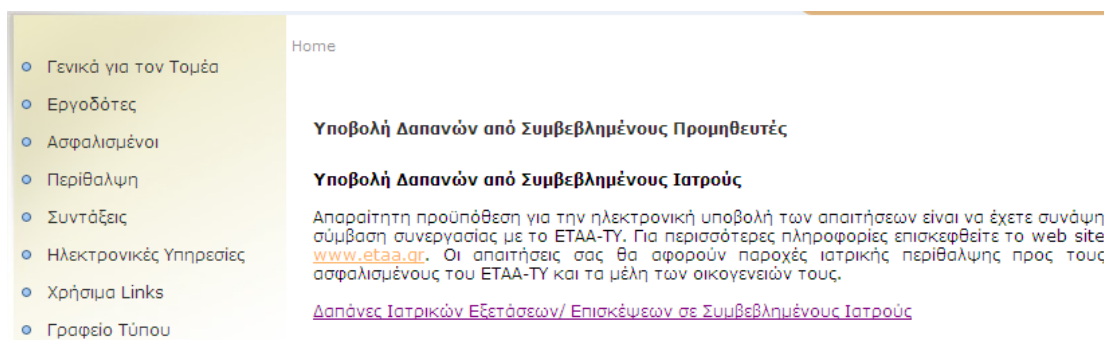 Home
Γενικά για τον Τομέα
Εργοδότες
Ασφαλισμένοι
Περίθαλψη
Συντάξεις
Ηλεκτρονικές Υπηρεσίες
Χρήσιμα Links
Γραφείο Τύπου
Υποβολή Δαπανών από Συμβεβλημένους Προμηθευτές
Υποβολή Δαπανών από Συμβεβλημένους Ιατρούς
Απαραίτητη προϋπόθεση για την ηλεκτρονική υποβολή των απαιτήσεων είναι να έχετε συνάψη
σύμβαση συνεργασίας με το ΕΤΑΑ-ΤΥ. Για περισσότερες πληροφορίες επισκεφθείτε το web site
www.etaa.gr. Οι απαιτήσεις σας θα αφορούν παροχές ιατρικής περίθαλψης προς τους
ασφαλισμένους του ΕΤΑΑ-ΤΥ και τα μέλη των οικογενειών τους.
Δαπάνες Ιατρικών Εξετάσεων/ Επισκέψεων σε Συμβεβλημένους Ιατρούς